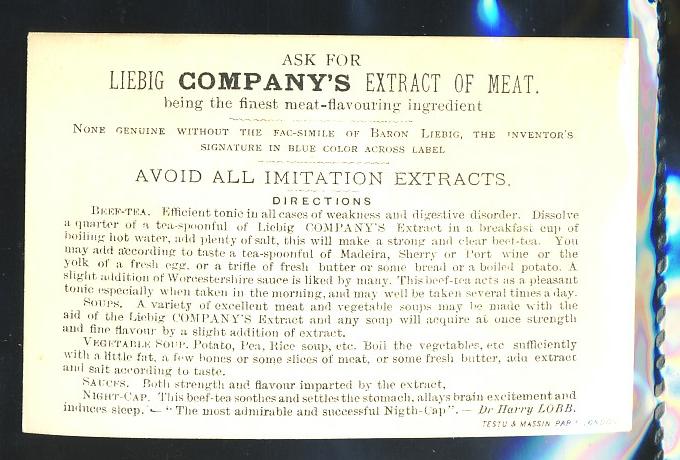 ASK FOR
LIEBIG COMPANY'S EXTRACT OF MEAT.
being the finest meat-flavouring ingredient
NONE GENUINE WITHOUT THE FAC-SIMILE OF BARON LIEBIG, THE INVENTOR'S
SIGNATURE IN BLUE COLOR ACROSS LABEL
AVOID ALL IMITATION EXTRACTS.
DIRECTIONS
BEEF-TEA. Efficient tonic in all cases of weakness and digestive disorder. Dissolve
a quarter of a tea-spoonful of Liebig COMPANY'S Extract in a breakfast cup of
boiling hot water, add plenty of salt, this will make a strong and clear beef-tea. You
may add according to taste a tea-spoonful of Madeira, Sherry or Port wine or the
yolk of a fresh egg, or a trifle of fresh butter or some bread or a boiled potato. A
slight addition of Worcestershire sauce is liked by many. This beef-tea acts as a pleasant
tonic especially when taken in the morning, and may well be taken several times a day.
SOUPS. A variety of excellent meat and vegetable soups may be made with the
aid of the Liebig COMPANY'S Extract and any soup will acquire at once strength
and fine flavour by a slight addition of extract.
VEGETABLE SOUP. Potato, Pea, Rice soup, etc. Boil the vegetables, etc sufficiently
with a little fat, a few bones or some slices of meat, or some fresh butter, add extract
and salt according to taste.
SAUCES. Both strength and flavour imparted by the extract,
NIGHT-CAP. This beef-tea soothes and settles the stomach, allays brain excitement and
induces sleep. — "The most admirable and successful Nigth-Cap". — Dr Harry LOBB.
TESTU & MASSIN PAR LONDON